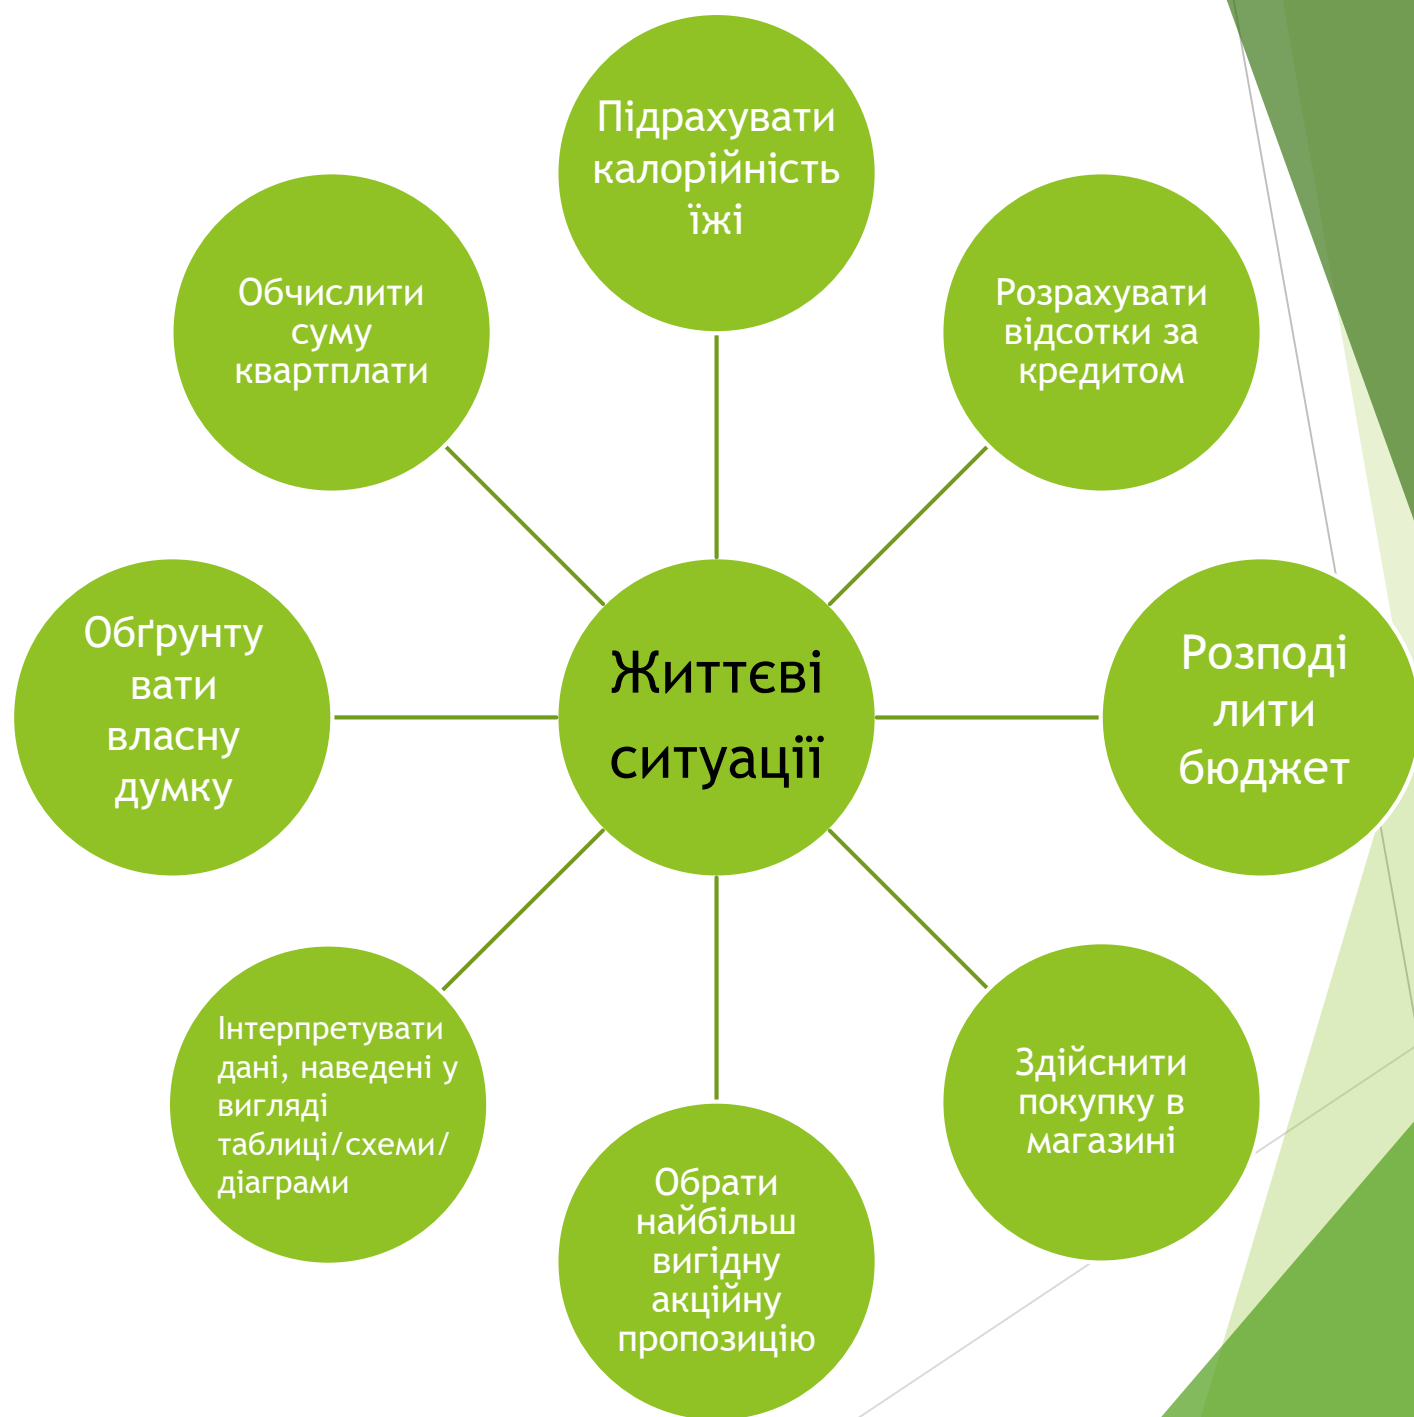 Підрахувати
калорійність
їжі
Розрахувати
відсотки за
кредитом
Розподі
лити
бюджет
Здійснити
покупку в
магазині
Обрати
найбільш
вигідну
акційну
пропозицію
Інтерпретувати
дані, наведені у
вигляді
таблиці/схеми/
діаграми
Обґрунту
вати
власну
думку
Обчислити
суму
квартплати
Життєві
ситуації